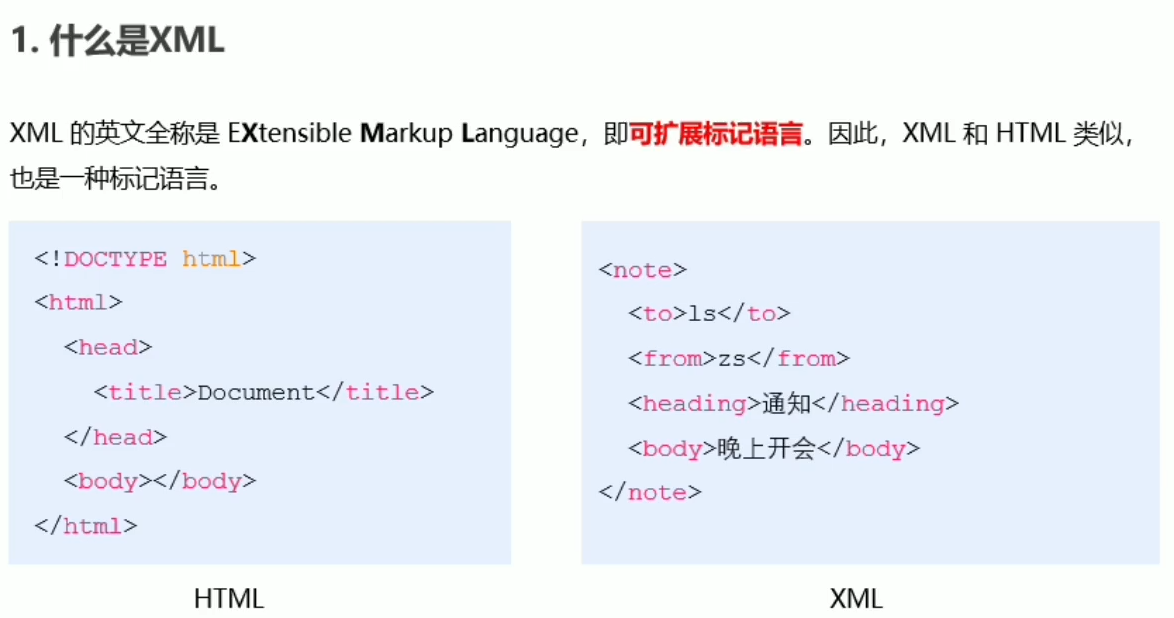 1. 什么是XML
XML 的英文全称是 EXtensible Markup Language，即可扩展标记语言。因此，XML 和 HTML 类似，
也是一种标记语言。
<!DOCTYPE html>
<html>
  <head>
    <title>Document</title>
  </head>
  <body></body>
</html>
HTML
<note>
  <to>ls</to>
  <from>zs</from>
  <heading>通知</heading>
  <body>晚上开会</body>
</note>
XML